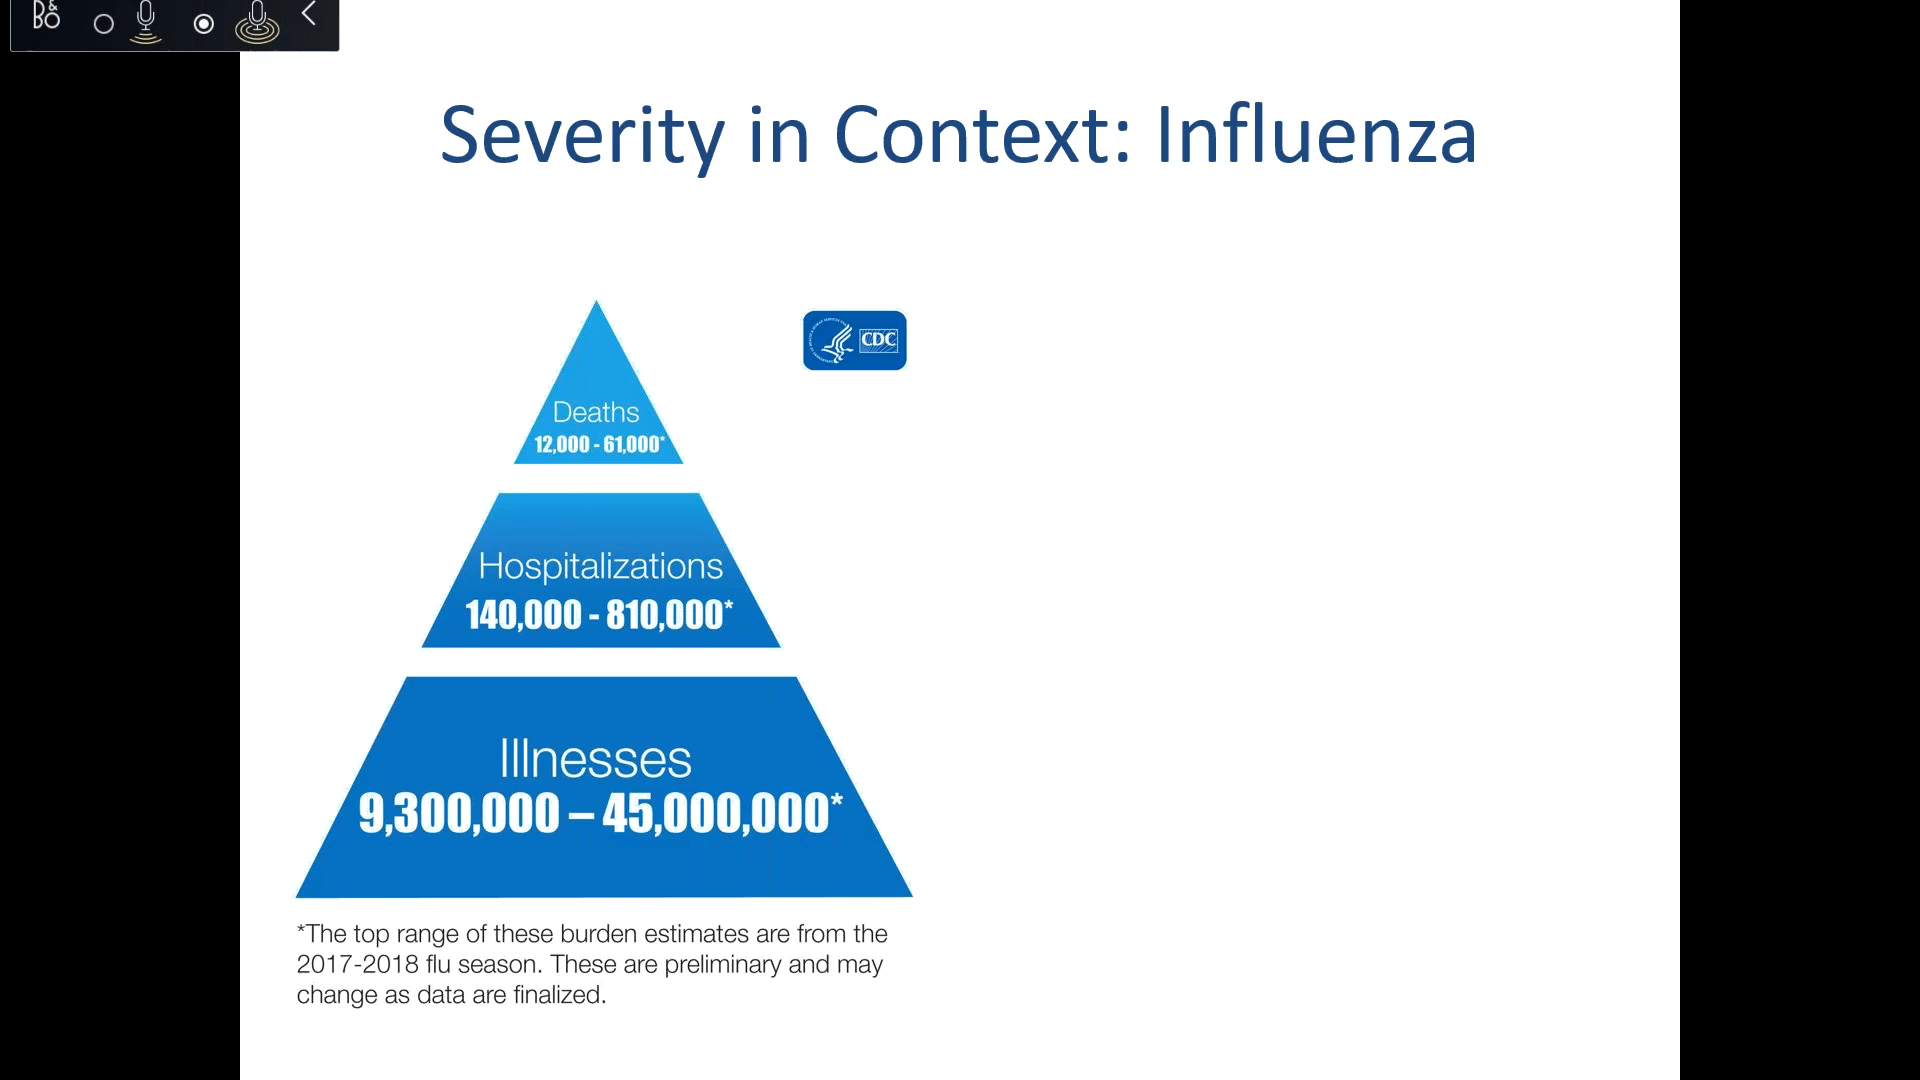 B&O
Severity in Context: Influenza
CDC
Deaths
12,000 - 61,000*
Hospitalizations
140,000 - 810,000*
Illnesses
9,300,000 – 45,000,000*
*The top range of these burden estimates are from the
2017-2018 flu season. These are preliminary and may
change as data are finalized.